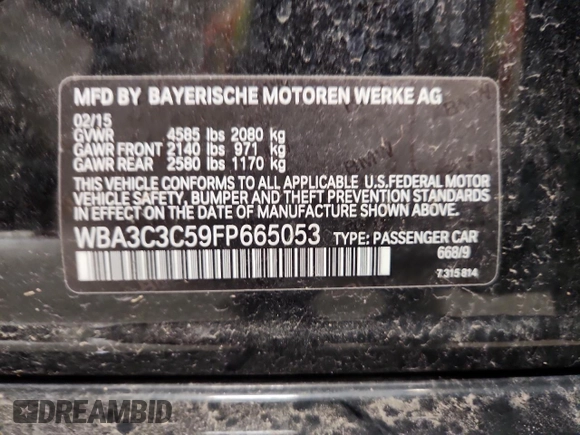 MFD BY BAYERISCHE MOTOREN WERKE AG
02/15
GVWR 4585 lbs 2080 kg
GAWR FRONT 2140 lbs 971 kg
GAWR REAR 2580 lbs 1170 kg
THIS VEHICLE CONFORMS TO ALL APPLICABLE U.S.FEDERAL MOTOR
VEHICLE SAFETY, BUMPER AND THEFT PREVENTION STANDARDS
IN EFFECT ON THE DATE OF MANUFACTURE SHOWN ABOVE.
WBA3C3C59FP665053 TYPE: PASSENGER CAR
668/9
7 315 814
DREAMBID